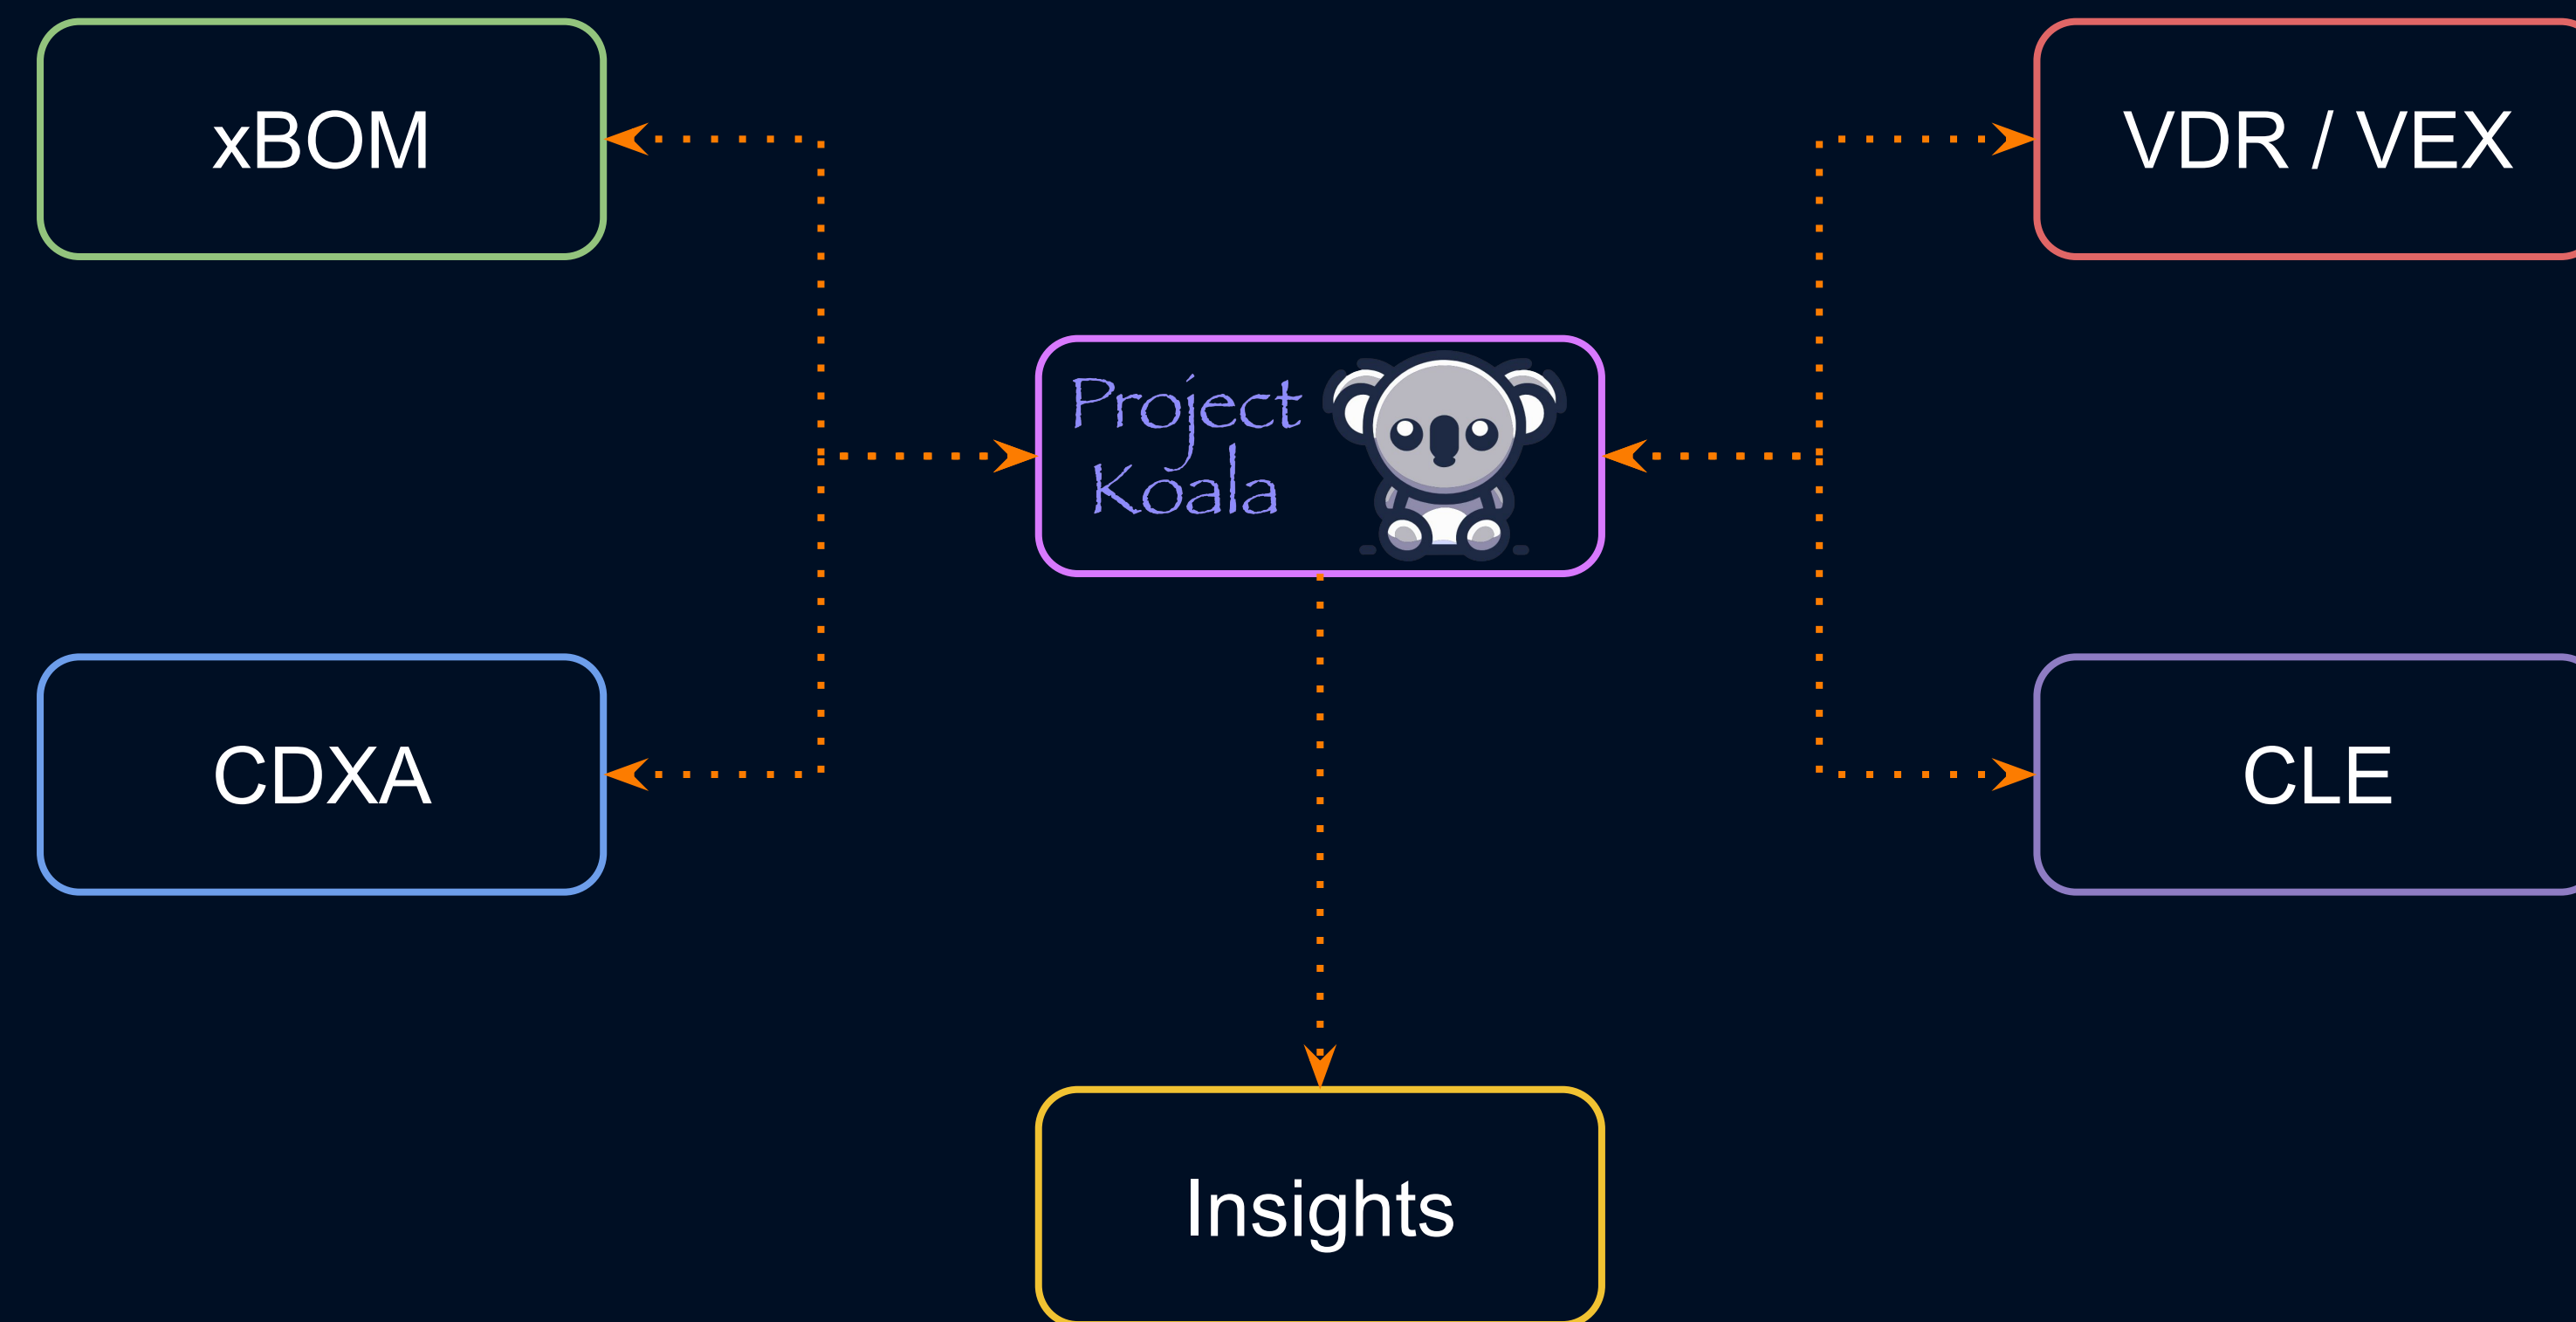 xBOM
VDR / VEX
Project
Koala
CDXA
CLE
Insights